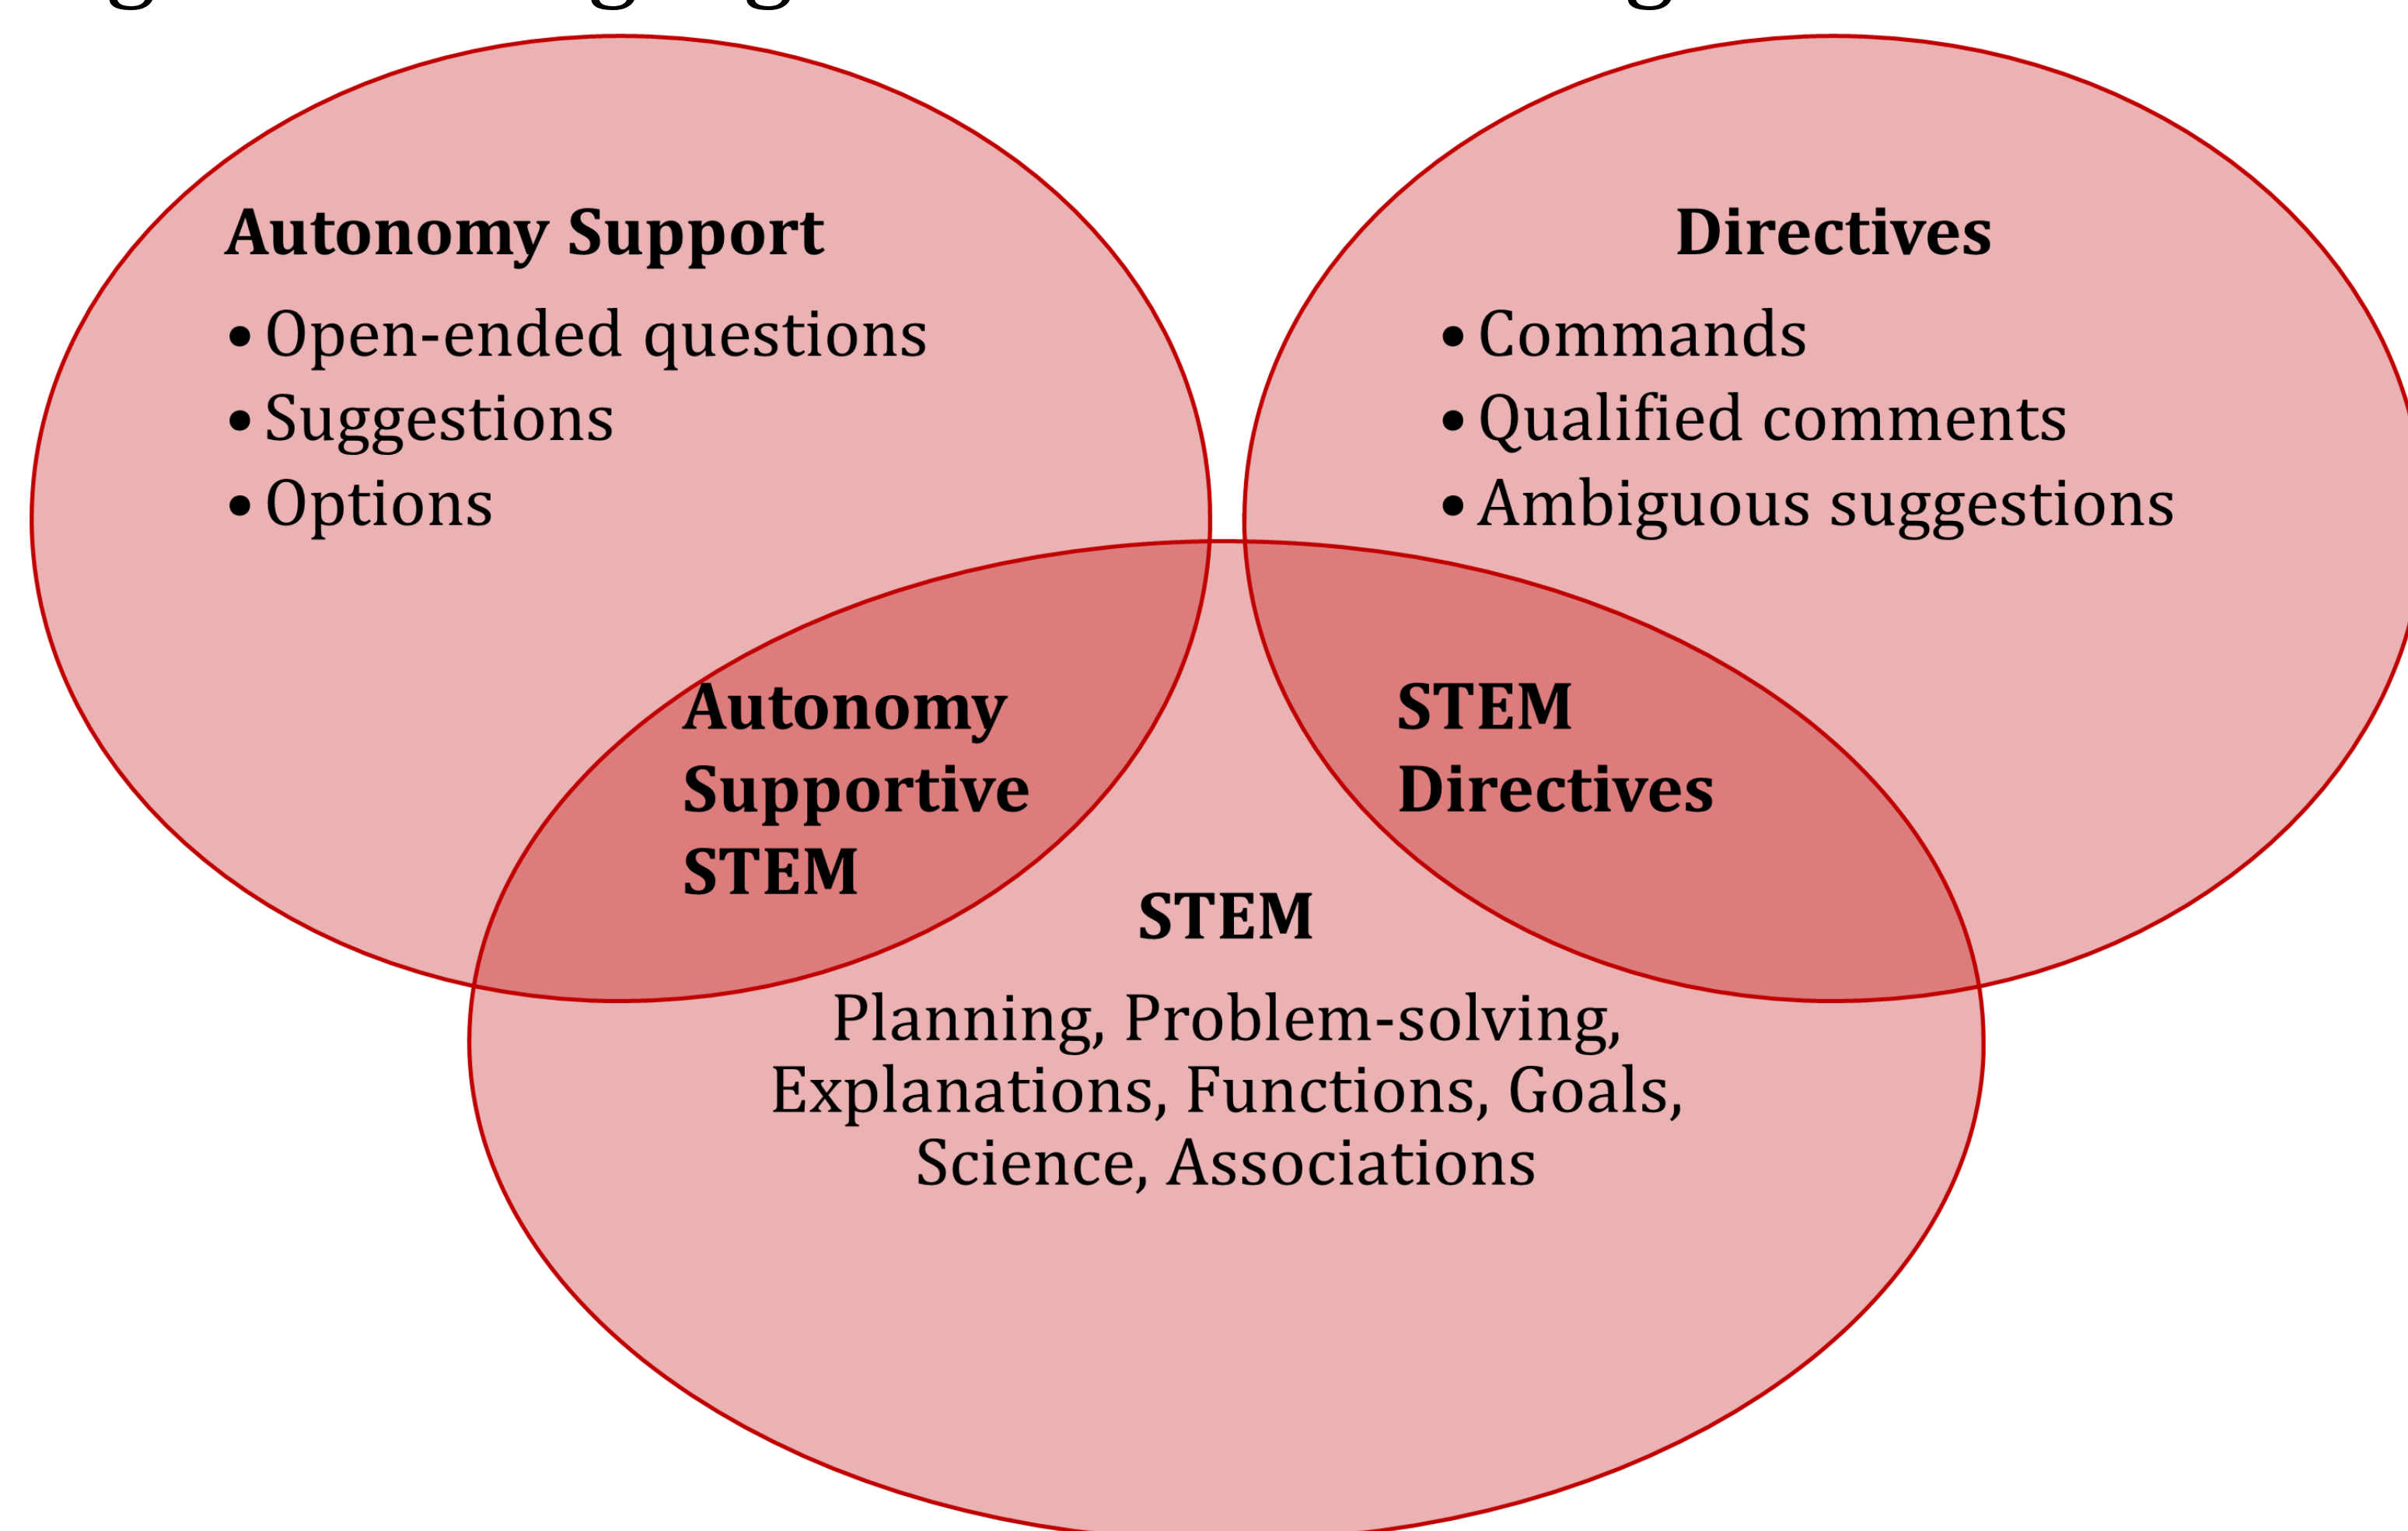 Autonomy Support
• Open-ended questions
• Suggestions
• Options
Directives
• Commands
• Qualified comments
• Ambiguous suggestions
Autonomy
Supportive
STEM
STEM
Directives
STEM
Planning, Problem-solving,
Explanations, Functions, Goals,
Science, Associations